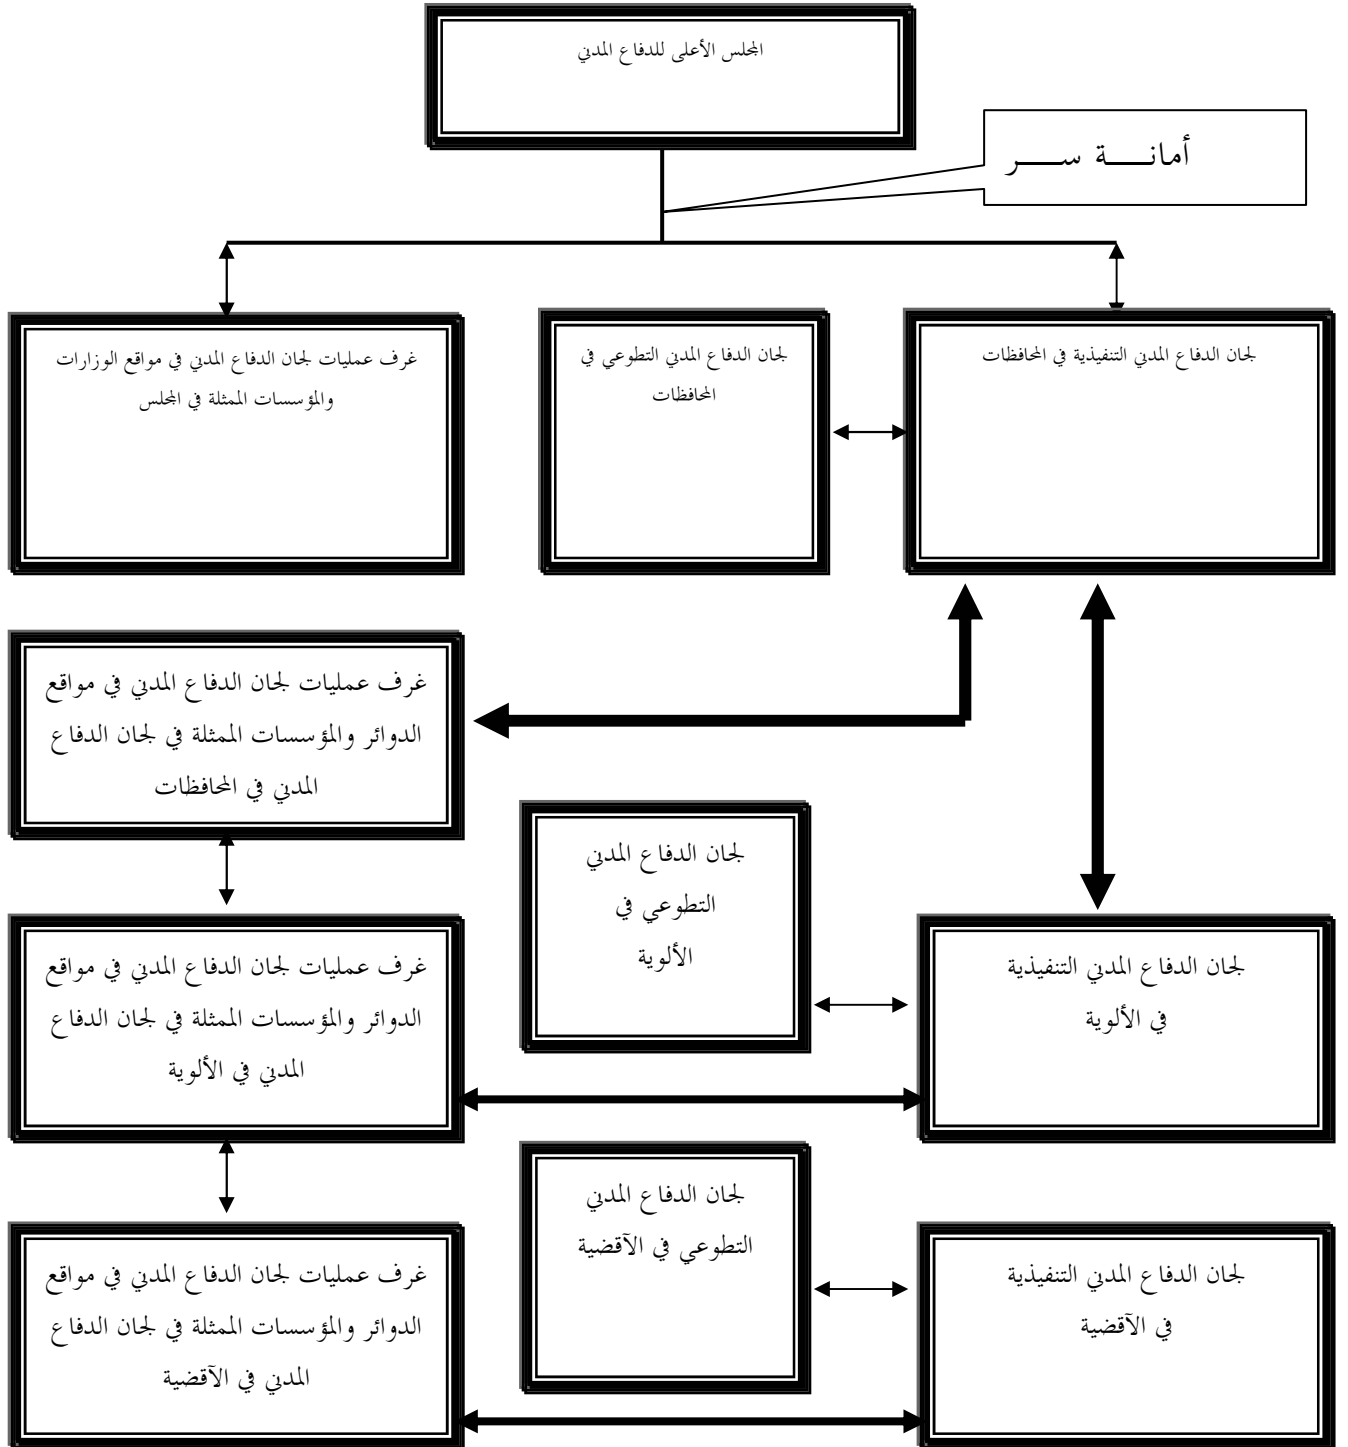 المجلس الأعلى للدفاع المدني
أمانــــة ســــر
لجان الدفاع المدني التنفيذية في المحافظات
لجان الدفاع المدني التطوعي في
المحافظات
غرف عمليات لجان الدفاع المدني في مواقع الوزارات
والمؤسسات الممثلة في المجلس
غرف عمليات لجان الدفاع المدني في مواقع
الدوائر والمؤسسات الممثلة في لجان الدفاع
المدني في المحافظات
لجان الدفاع المدني
التطوعي في
الألوية
لجان الدفاع المدني التنفيذية
في الألوية
غرف عمليات لجان الدفاع المدني في مواقع
الدوائر والمؤسسات الممثلة في لجان الدفاع
المدني في الألوية
لجان الدفاع المدني
التطوعي في الآقضية
لجان الدفاع المدني التنفيذية
في الآقضية
غرف عمليات لجان الدفاع المدني في مواقع
الدوائر والمؤسسات الممثلة في لجان الدفاع
المدني في الآقضية